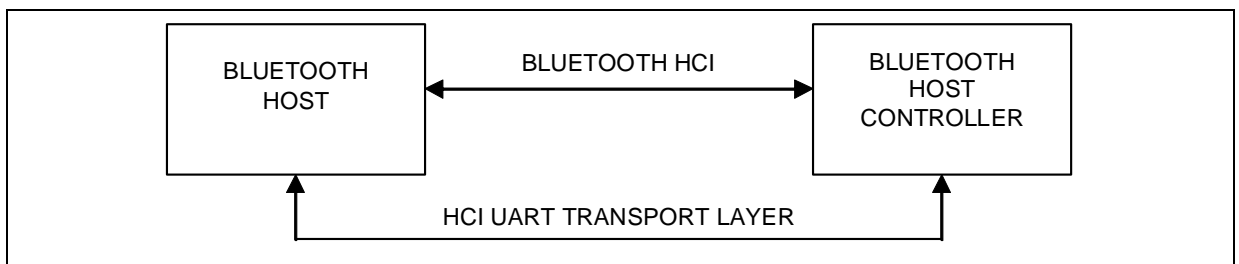 BLUETOOTH
HOST
BLUETOOTH HCI
BLUETOOTH
HOST
CONTROLLER
HCI UART TRANSPORT LAYER